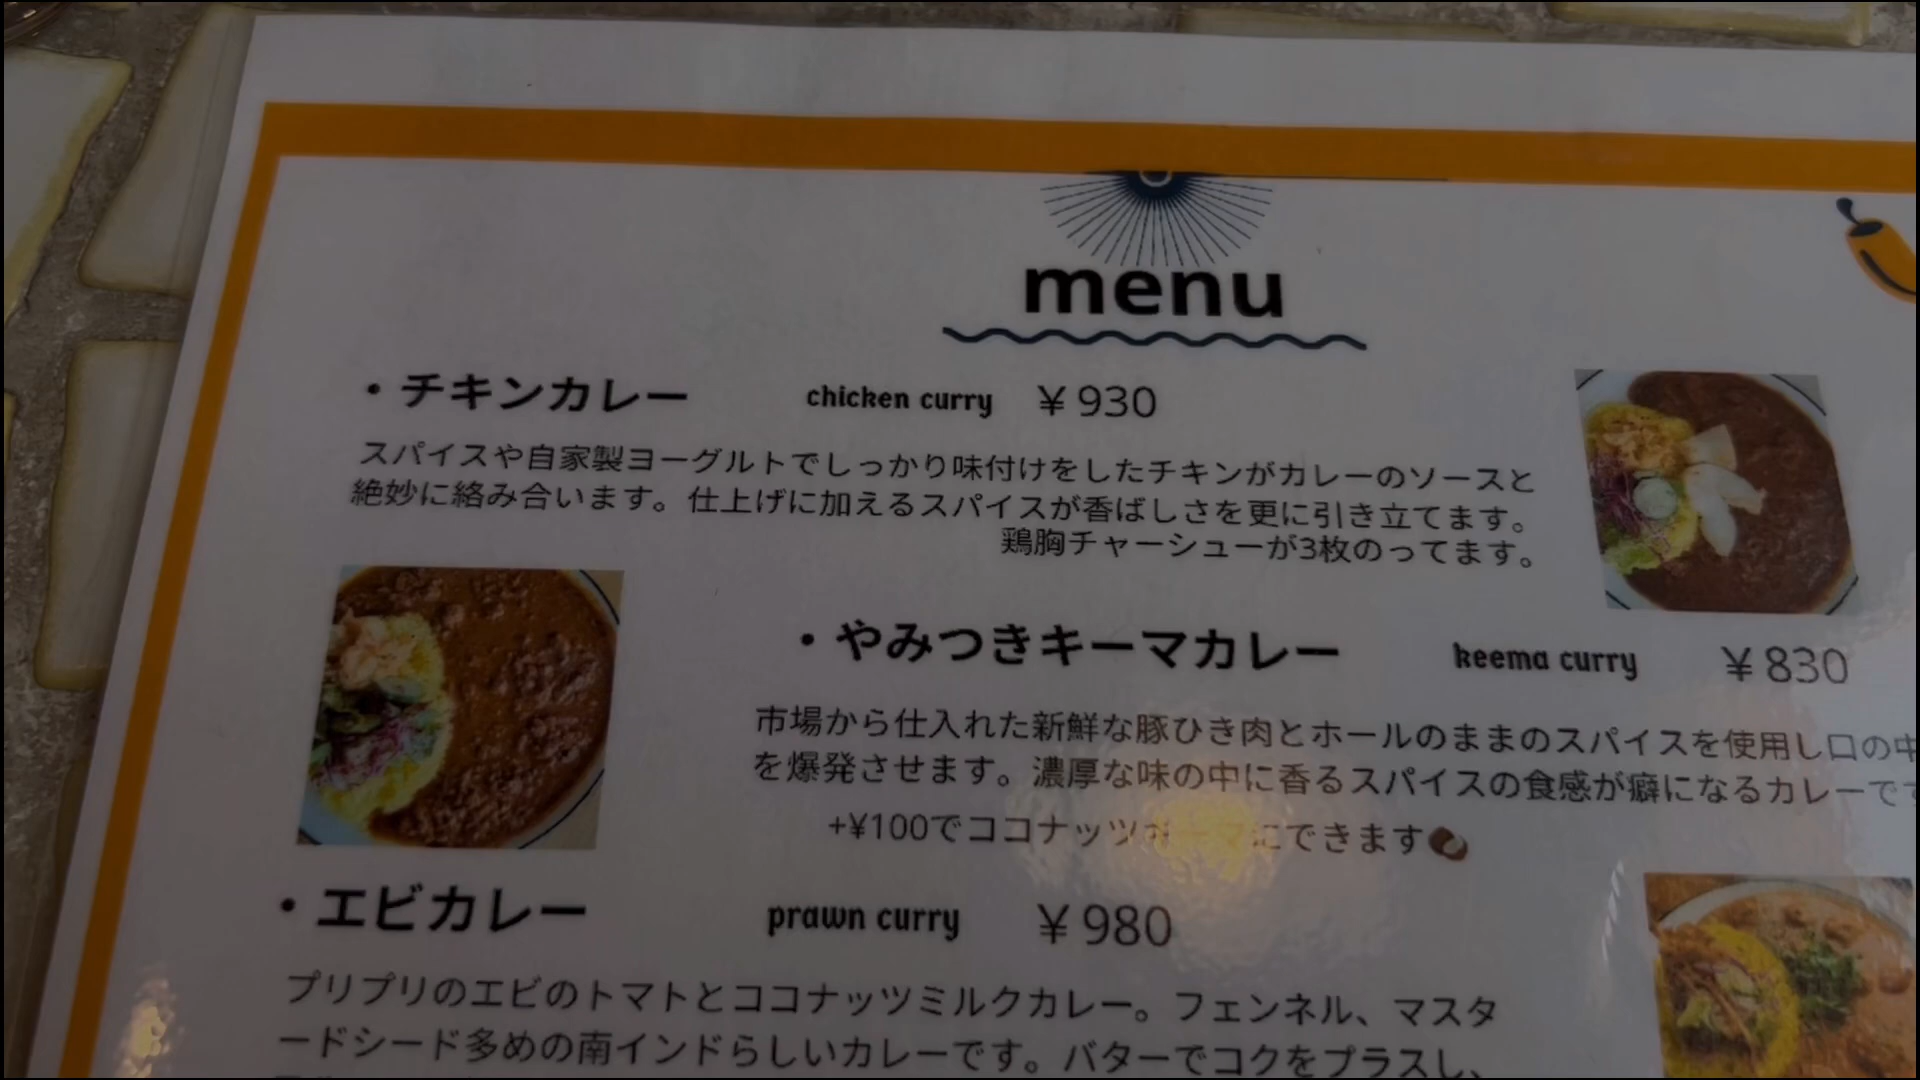 menu
・チキンカレー chicken curry ¥930
スパイスや自家製ヨーグルトでしっかり味付けをしたチキンがカレーのソースと
絶妙に絡み合います。仕上げに加えるスパイスが香ばしさを更に引き立てます。
鶏胸チャーシューが3枚のってます。
・やみつきキーマカレー keema curry ¥830
市場から仕入れた新鮮な豚ひき肉とホールのままのスパイスを使用し口の中
を爆発させます。濃厚な味の中に香るスパイスの食感が癖になるカレーです
+¥100でココナッツキーマにできます
・エビカレー prawn curry ¥980
プリプリのエビのトマトとココナッツミルクカレー。フェンネル、マスタ
ードシード多めの南インドらしいカレーです。バターでコクをプラスし、